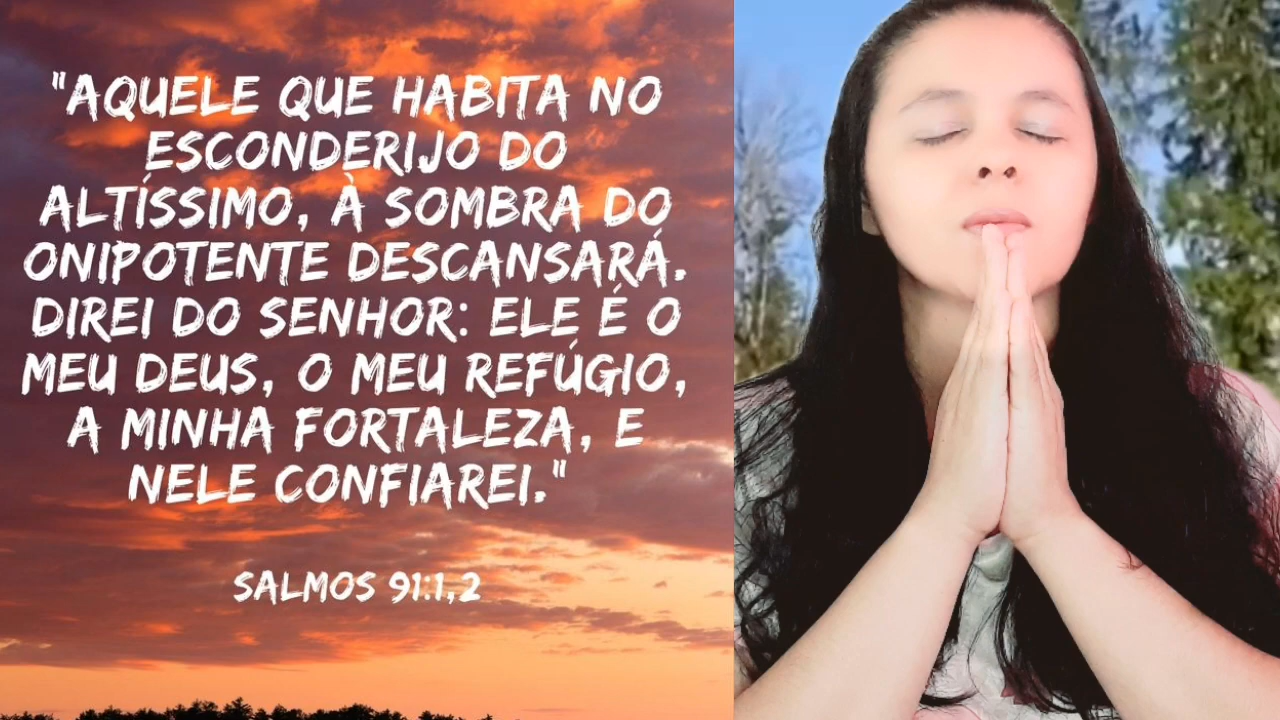 "AQUELE QUE HABITA NO
ESCONDERIJO DO
ALTÍSSIMO, À SOMBRA DO
ONIPOTENTE DESCANSARÁ.
DIREI DO SENHOR: ELE É O
MEU DEUS, O MEU REFÚGIO,
A MINHA FORTALEZA, E
NELE CONFIAREI."
SALMOS 91:1,2